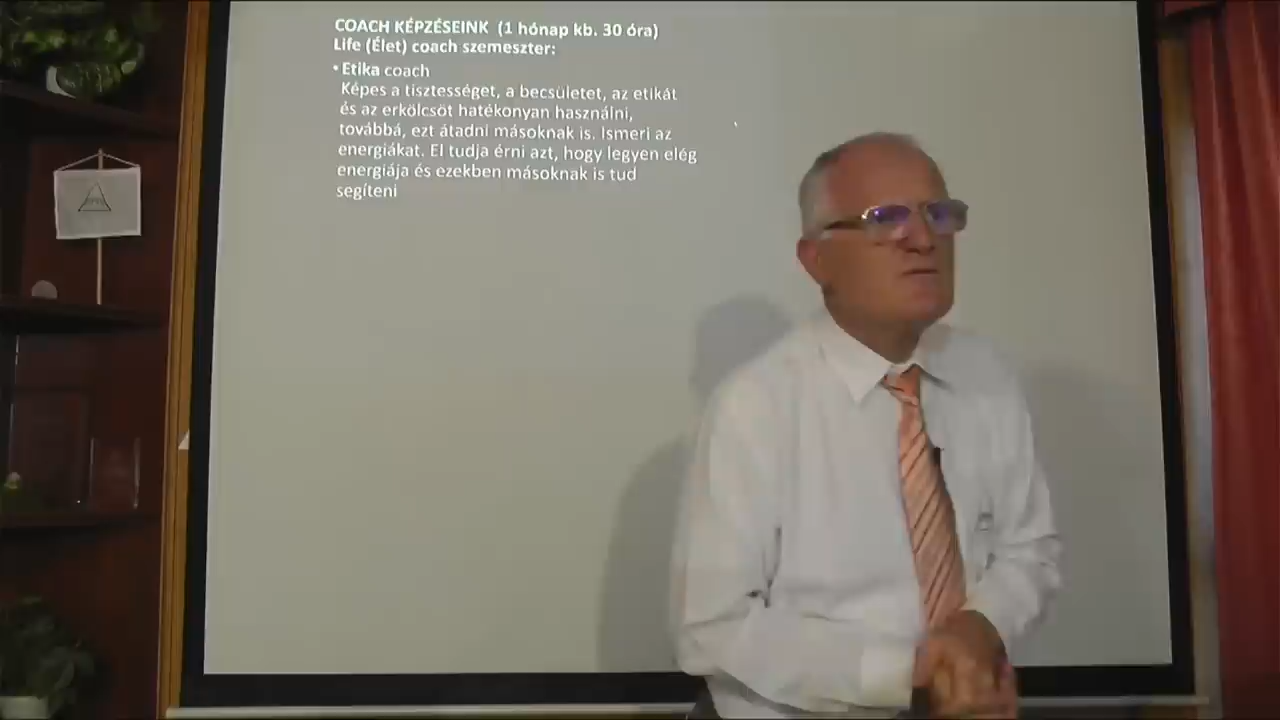 COACH KÉPZÉSEINK (1 hónap kb. 30 óra)
Life (Élet) coach szemeszter:
• Etika coach
Képes a tisztességet, a becsületet, az etikát
és az erkölcsöt hatékonyan használni,
továbbá, ezt átadni másoknak is. Ismeri az
energiákat. El tudja érni azt, hogy legyen elég
energiája és ezekben másoknak is tud
segíteni